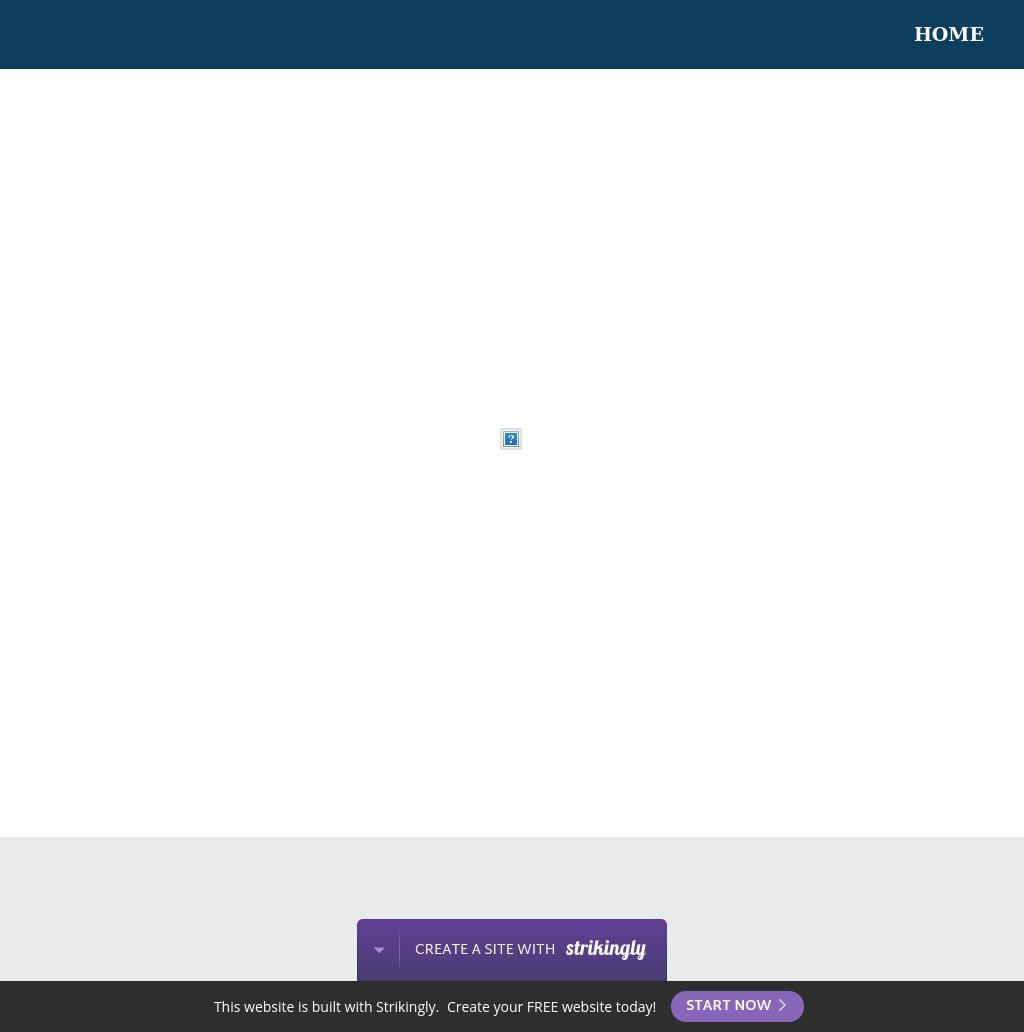 HOME
?
CREATE A SITE WITH strikingly
This website is built with Strikingly. Create your FREE website today! START NOW